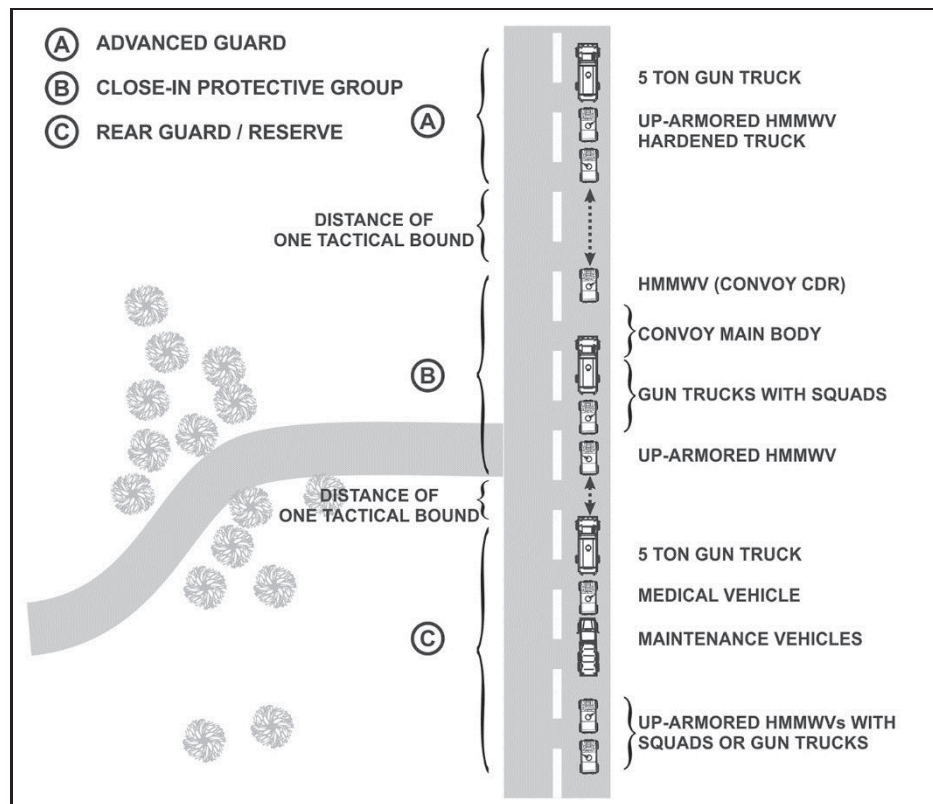 A ADVANCED GUARD
B CLOSE-IN PROTECTIVE GROUP
C REAR GUARD / RESERVE
A
5 TON GUN TRUCK
UP-ARMORED HMMWV
HARDENED TRUCK
DISTANCE OF
ONE TACTICAL BOUND
HMMWV (CONVOY CDR)
CONVOY MAIN BODY
B
GUN TRUCKS WITH SQUADS
UP-ARMORED HMMWV
DISTANCE OF
ONE TACTICAL BOUND
5 TON GUN TRUCK
MEDICAL VEHICLE
C
MAINTENANCE VEHICLES
UP-ARMORED HMMWVs WITH
SQUADS OR GUN TRUCKS